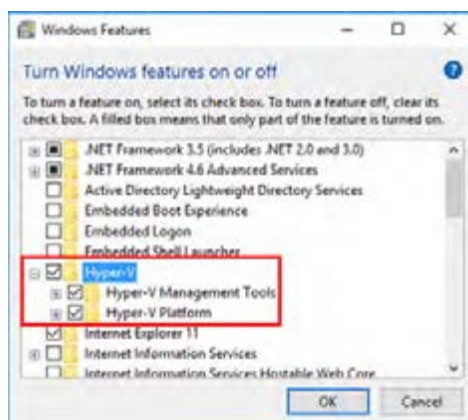 Windows Features
Turn Windows features on or off
To turn a feature on, select its check box. To turn a feature off, clear its
check box. A filled box means that only part of the feature is turned on.
.NET Framework 3.5 (includes .NET 2.0 and 3.0)
.NET Framework 4.6 Advanced Services
Active Directory Lightweight Directory Services
Embedded Boot Experience
Embedded Logon
Embedded Shell Launcher
Hyper-V
Hyper-V Management Tools
Hyper-V Platform
Internet Explorer 11
Internet Information Services
Internet Information Services Hostable Web Core
OK
Cancel